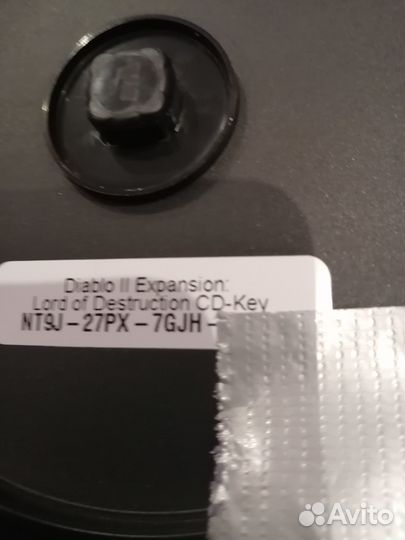 Diablo II Expansion:
Lord of Destruction CD-Key
NT9J-27PX-7GJH-
Avito